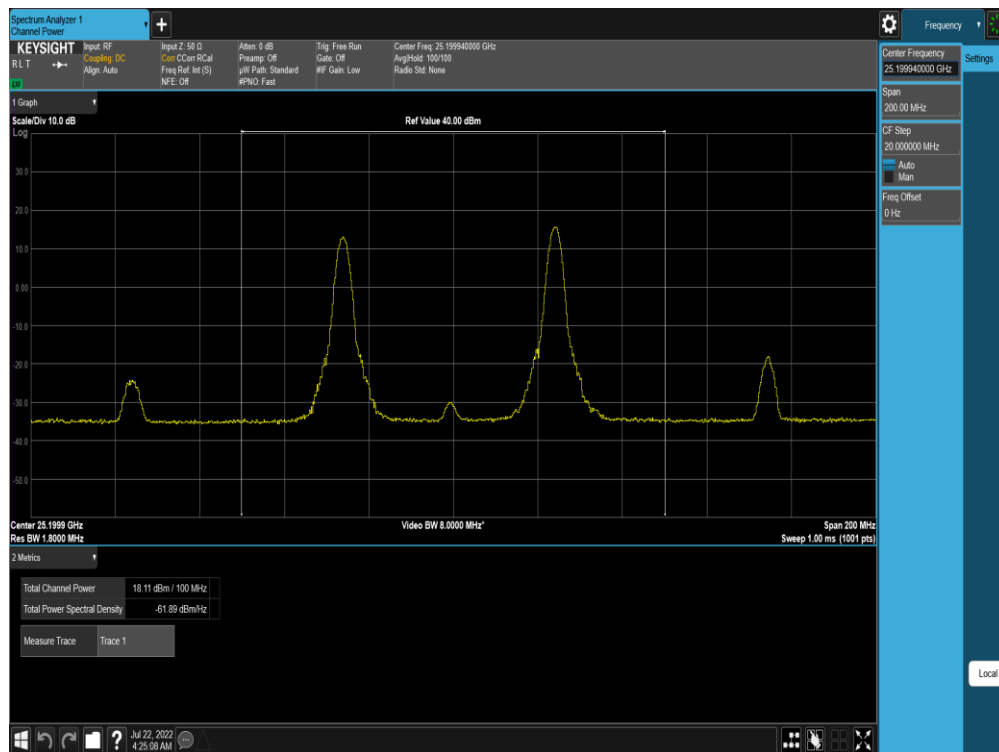 Spectrum Analyzer 1
Channel Power
+
Frequency
KEYSIGHT
RLT
Input: RF
Coupling: DC
Align: Auto
Input Z: 50 Ω
Corr CCorr RCal
Freq Ref: Int (S)
NFE: Off
Atten: 0 dB
Preamp: Off
µW Path: Standard
#PNO: Fast
Trig: Free Run
Gate: Off
#IF Gain: Low
Center Freq: 25.199940000 GHz
Avg|Hold: 100/100
Radio Std: None
Center Frequency
25.199940000 GHz
Settings
Span
200.00 MHz
CF Step
20.000000 MHz
Auto
Man
Freq Offset
0 Hz
1 Graph
Scale/Div 10.0 dB
Ref Value 40.00 dBm
Log
30.0
20.0
10.0
0.00
-10.0
-20.0
-30.0
-40.0
-50.0
Center 25.1999 GHz
Video BW 8.0000 MHz*
Span 200 MHz
Res BW 1.8000 MHz
Sweep 1.00 ms (1001 pts)
2 Metrics
Total Channel Power 18.11 dBm / 100 MHz
Total Power Spectral Density -61.89 dBm/Hz
Measure Trace Trace 1
Local
?
Jul 22, 2022
4:25:08 AM